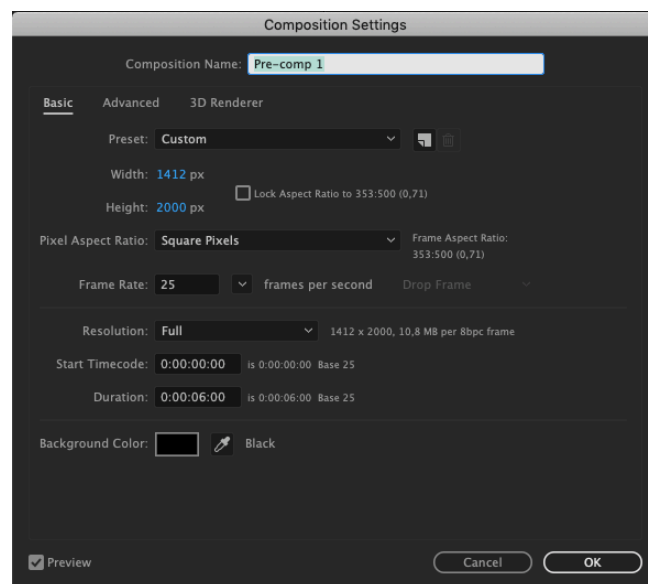 Composition Settings
Composition Name: Pre-comp 1
Basic Advanced 3D Renderer
Preset: Custom
Width: 1412 px
Lock Aspect Ratio to 353:500 (0,71)
Height: 2000 px
Pixel Aspect Ratio: Square Pixels
Frame Aspect Ratio:
353:500 (0,71)
Frame Rate: 25 frames per second Drop Frame
Resolution: Full 1412 x 2000, 10,8 MB per 8bpc frame
Start Timecode: 0:00:00:00 is 0:00:00:00 Base 25
Duration: 0:00:06:00 is 0:00:06:00 Base 25
Background Color: Black
Preview Cancel OK